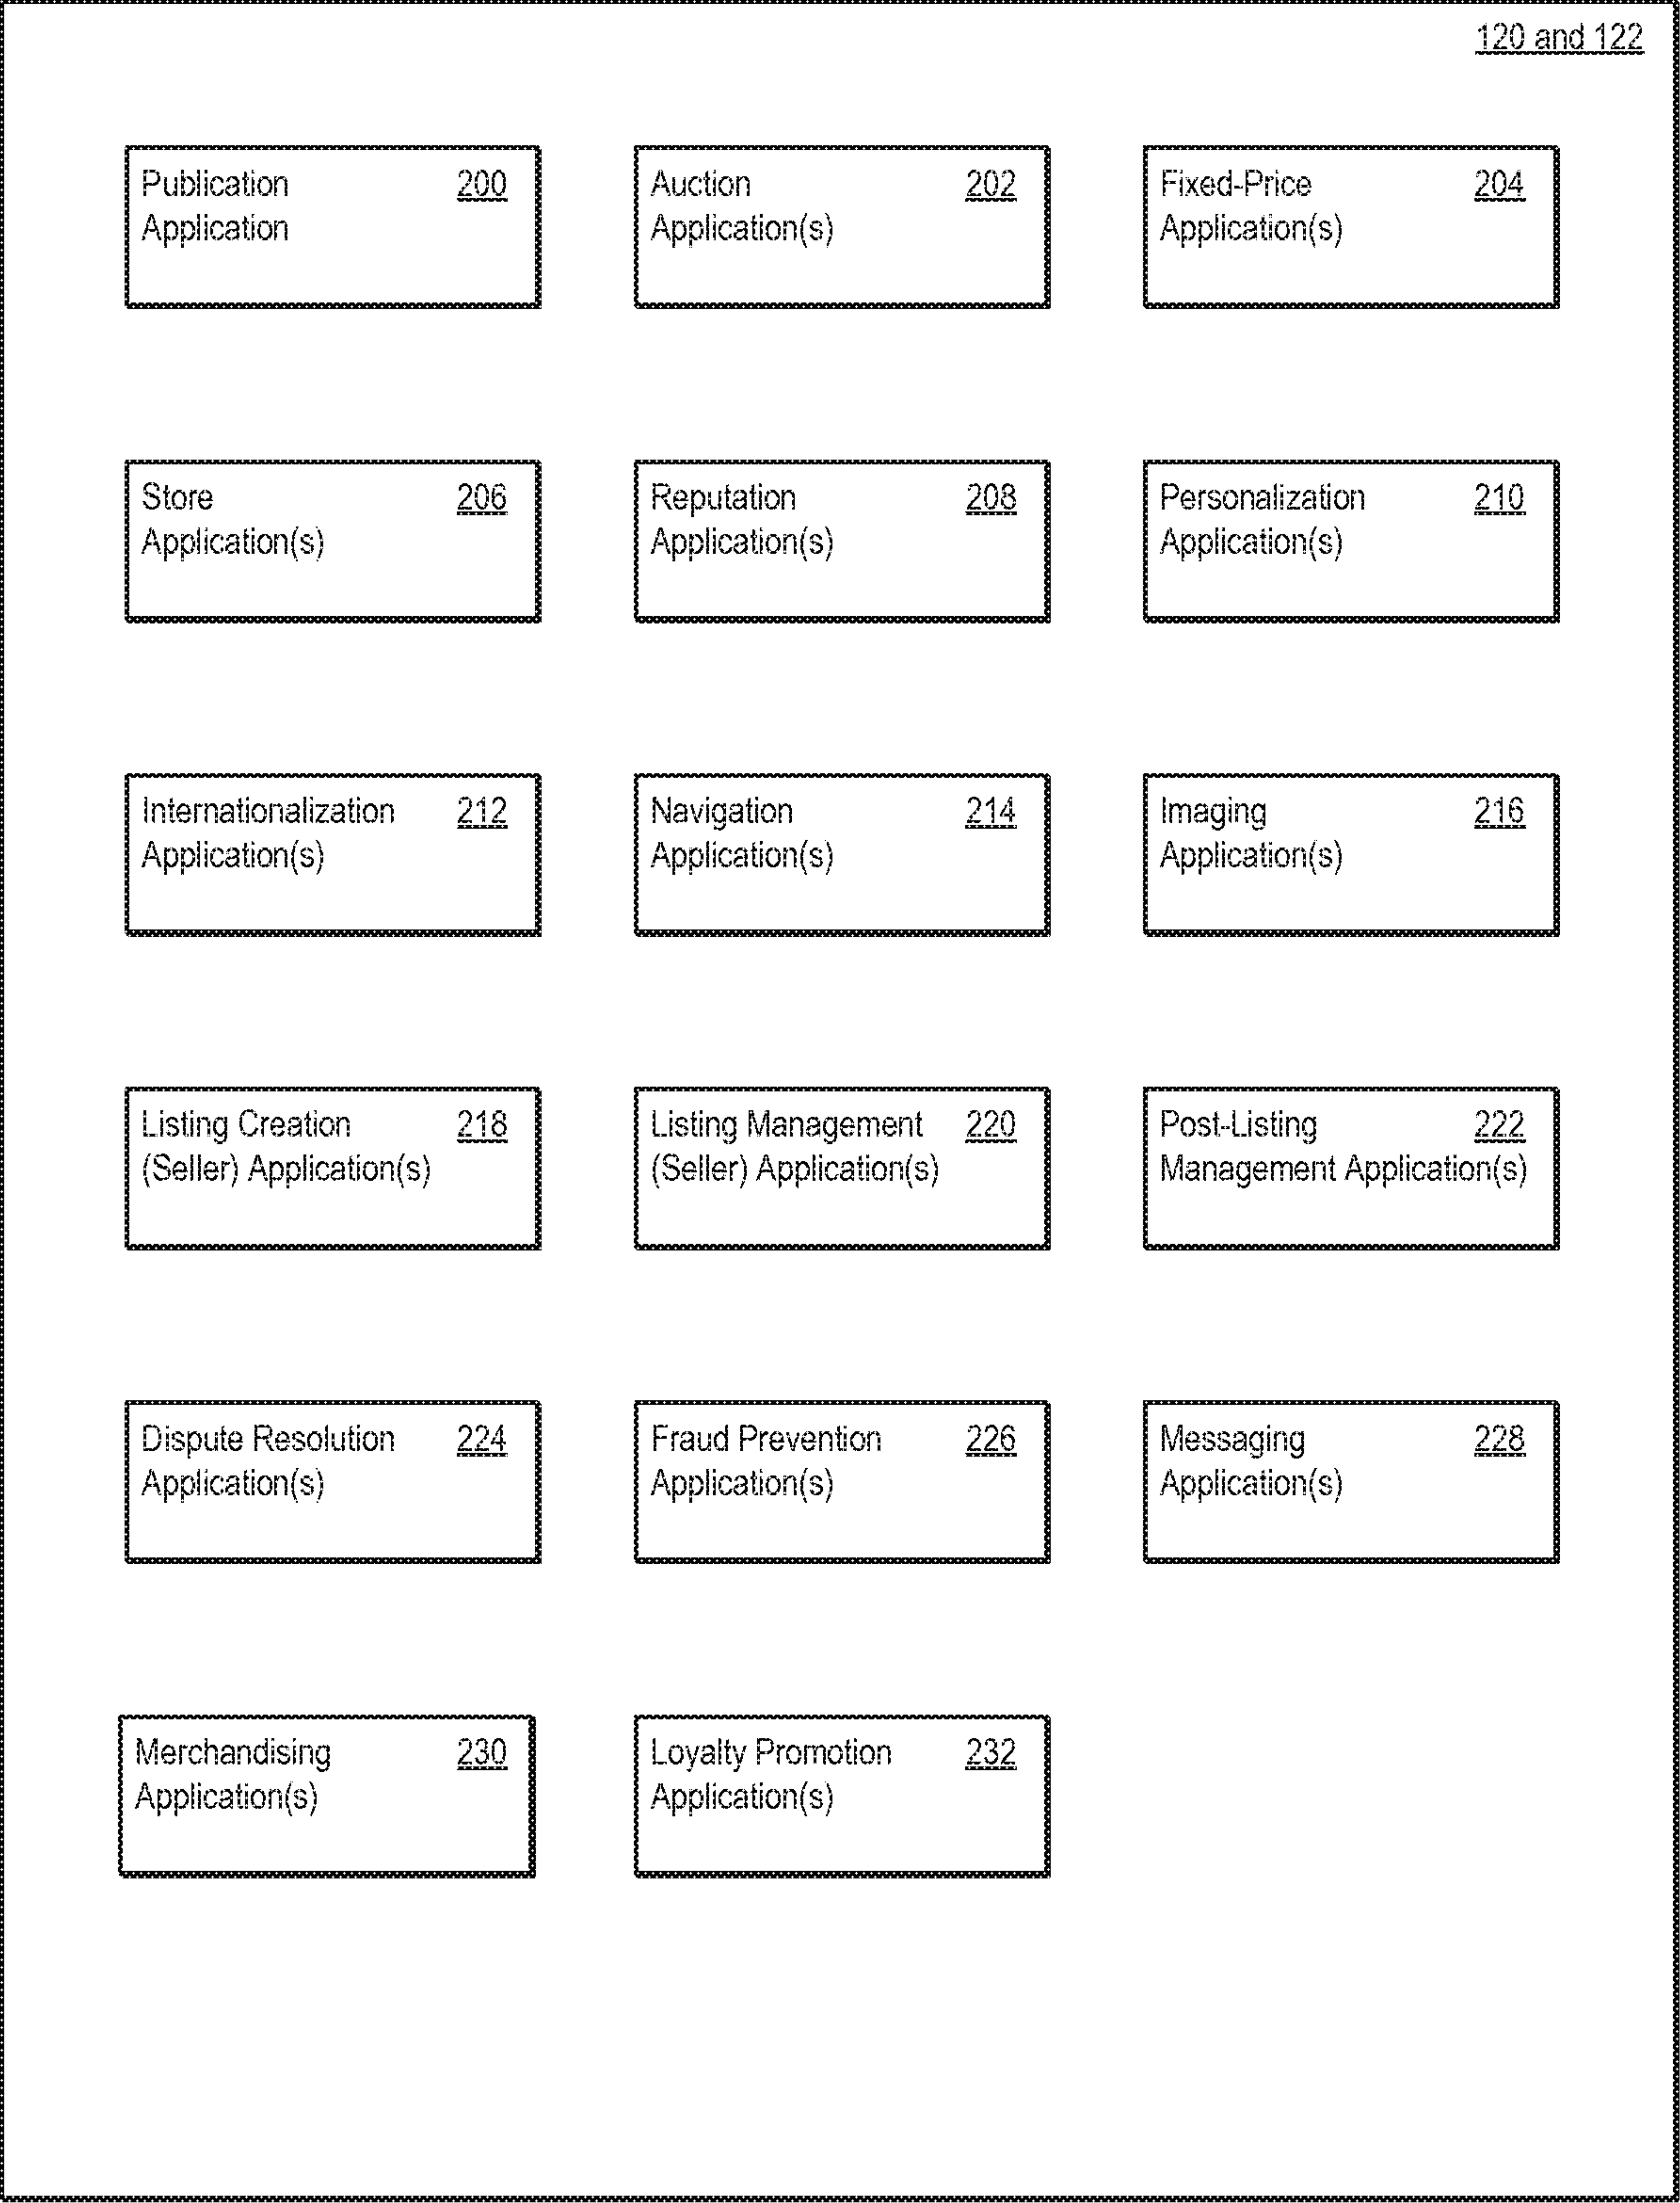 120 and 122
Publication 200
Application
Auction 202
Application(s)
Fixed-Price 204
Application(s)
Store 206
Application(s)
Reputation 208
Application(s)
Personalization 210
Application(s)
Internationalization 212
Application(s)
Navigation 214
Application(s)
Imaging 216
Application(s)
Listing Creation 218
(Seller) Application(s)
Listing Management 220
(Seller) Application(s)
Post-Listing 222
Management Application(s)
Dispute Resolution 224
Application(s)
Fraud Prevention 226
Application(s)
Messaging 228
Application(s)
Merchandising 230
Application(s)
Loyalty Promotion 232
Application(s)